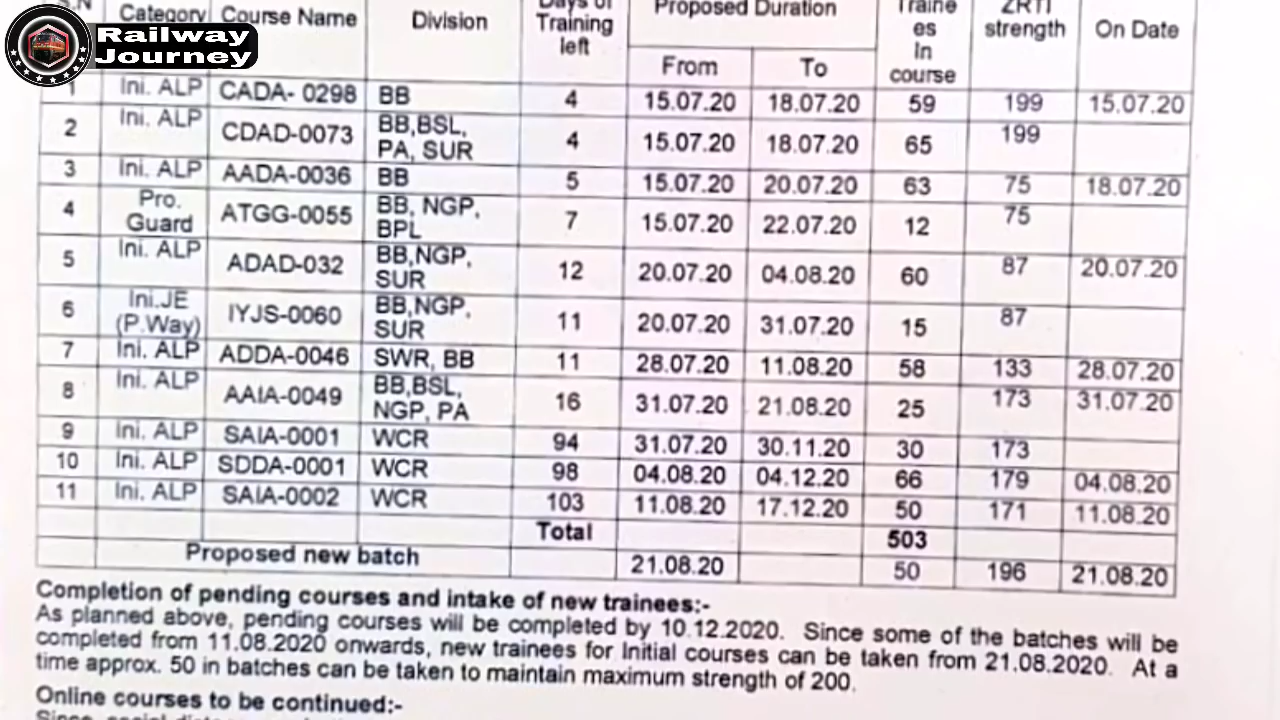 Railway
Journey
S.N Category Course Name Division Days of Training left Proposed Duration Trainees In course ZRTI strength On Date
From To
1 Ini. ALP CADA- 0298 BB 4 15.07.20 18.07.20 59 199 15.07.20
2 Ini. ALP CDAD-0073 BB,BSL, PA, SUR 4 15.07.20 18.07.20 65 199
3 Ini. ALP AADA-0036 BB 5 15.07.20 20.07.20 63 75 18.07.20
4 Pro. Guard ATGG-0055 BB, NGP, BPL 7 15.07.20 22.07.20 12 75
5 Ini. ALP ADAD-032 BB,NGP, SUR 12 20.07.20 04.08.20 60 87 20.07.20
6 Ini.JE (P.Way) IYJS-0060 BB,NGP, SUR 11 20.07.20 31.07.20 15 87
7 Ini. ALP ADDA-0046 SWR, BB 11 28.07.20 11.08.20 58 133 28.07.20
8 Ini. ALP AAIA-0049 BB,BSL, NGP, PA 16 31.07.20 21.08.20 25 173 31.07.20
9 Ini. ALP SAIA-0001 WCR 94 31.07.20 30.11.20 30 173
10 Ini. ALP SDDA-0001 WCR 98 04.08.20 04.12.20 66 179 04.08.20
11 Ini. ALP SAIA-0002 WCR 103 11.08.20 17.12.20 50 171 11.08.20
Total 503
Proposed new batch 21.08.20 50 196 21.08.20
Completion of pending courses and intake of new trainees:-
As planned above, pending courses will be completed by 10.12.2020. Since some of the batches will be
completed from 11.08.2020 onwards, new trainees for Initial courses can be taken from 21.08.2020. At a
time approx. 50 in batches can be taken to maintain maximum strength of 200.
Online courses to be continued:-